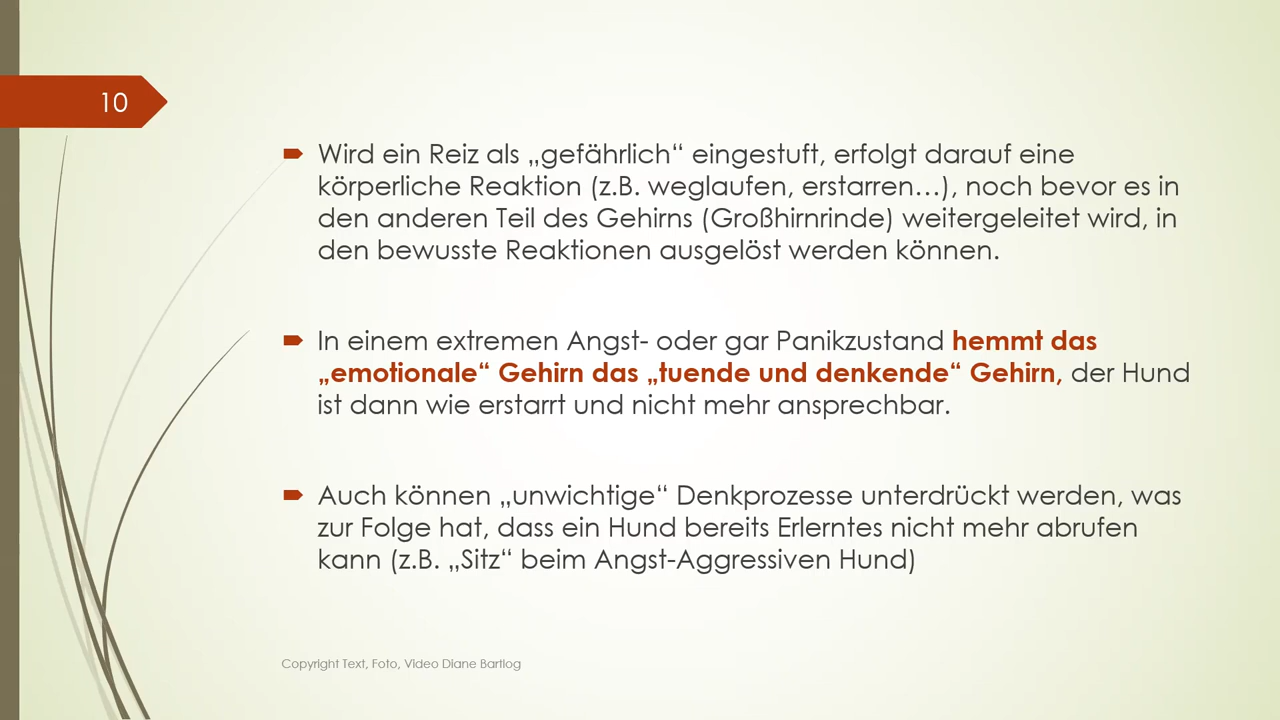 10
Wird ein Reiz als „gefährlich“ eingestuft, erfolgt darauf eine
körperliche Reaktion (z.B. weglaufen, erstarren…), noch bevor es in
den anderen Teil des Gehirns (Großhirnrinde) weitergeleitet wird, in
den bewusste Reaktionen ausgelöst werden können.
In einem extremen Angst- oder gar Panikzustand hemmt das
„emotionale“ Gehirn das „tuende und denkende“ Gehirn, der Hund
ist dann wie erstarrt und nicht mehr ansprechbar.
Auch können „unwichtige“ Denkprozesse unterdrückt werden, was
zur Folge hat, dass ein Hund bereits Erlerntes nicht mehr abrufen
kann (z.B. „Sitz“ beim Angst-Aggressiven Hund)
Copyright Text, Foto, Video Diane Bartlog